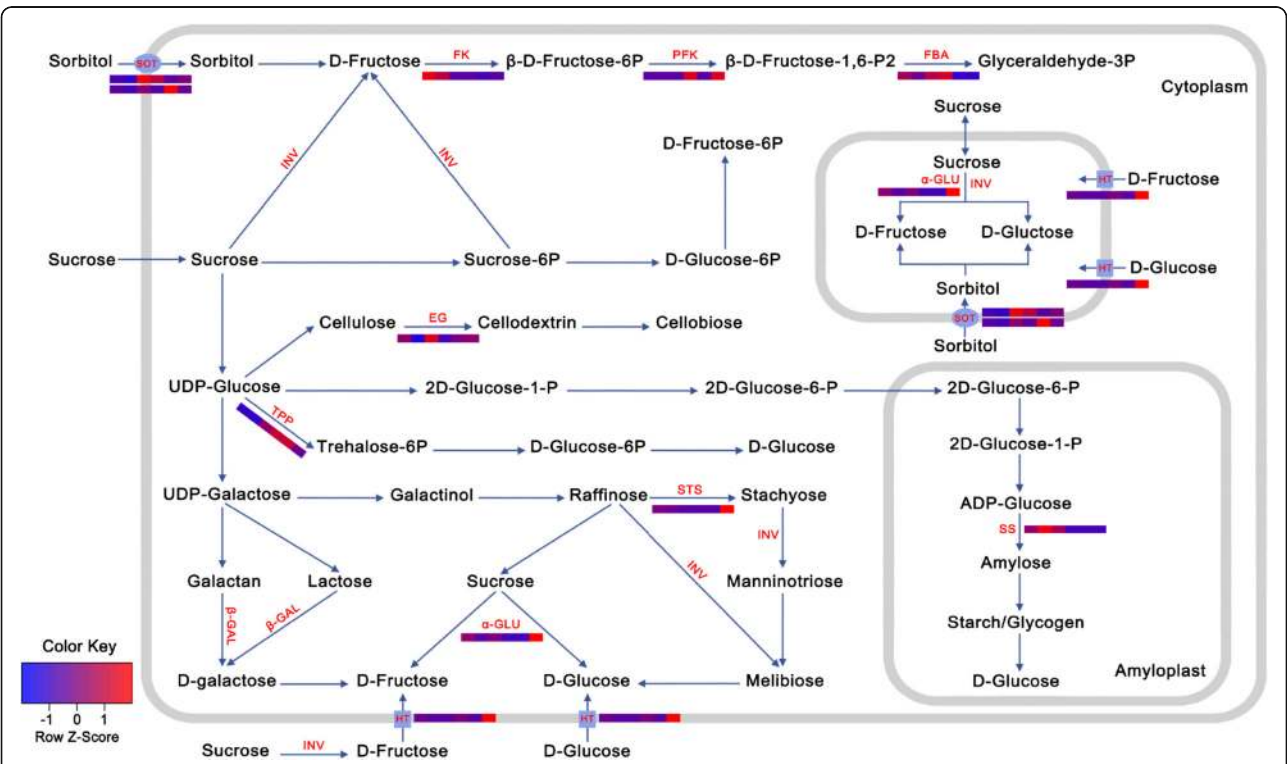 Sorbitol SOT Sorbitol D-Fructose FK β-D-Fructose-6P PFK β-D-Fructose-1,6-P2 FBA Glyceraldehyde-3P
Cytoplasm
Sucrose
D-Fructose-6P
INV
INV
Sucrose
α-GLU INV
HT D-Fructose
D-Fructose D-Gluctose
Sucrose Sucrose Sucrose-6P D-Glucose-6P
HT D-Glucose
Sorbitol
SOT
Sorbitol
Cellulose EG Cellodextrin Cellobiose
UDP-Glucose 2D-Glucose-1-P 2D-Glucose-6-P 2D-Glucose-6-P
TPP
Trehalose-6P D-Glucose-6P D-Glucose
2D-Glucose-1-P
UDP-Galactose Galactinol Raffinose STS Stachyose
ADP-Glucose
SS
INV
Amylose
INV
Galactan Lactose Sucrose Manninotriose
β-GAL β-GAL
α-GLU
Starch/Glycogen
Amyloplast
D-galactose D-Fructose D-Glucose Melibiose D-Glucose
HT HT
Sucrose INV D-Fructose D-Glucose
Color Key
-1 0 1
Row Z-Score